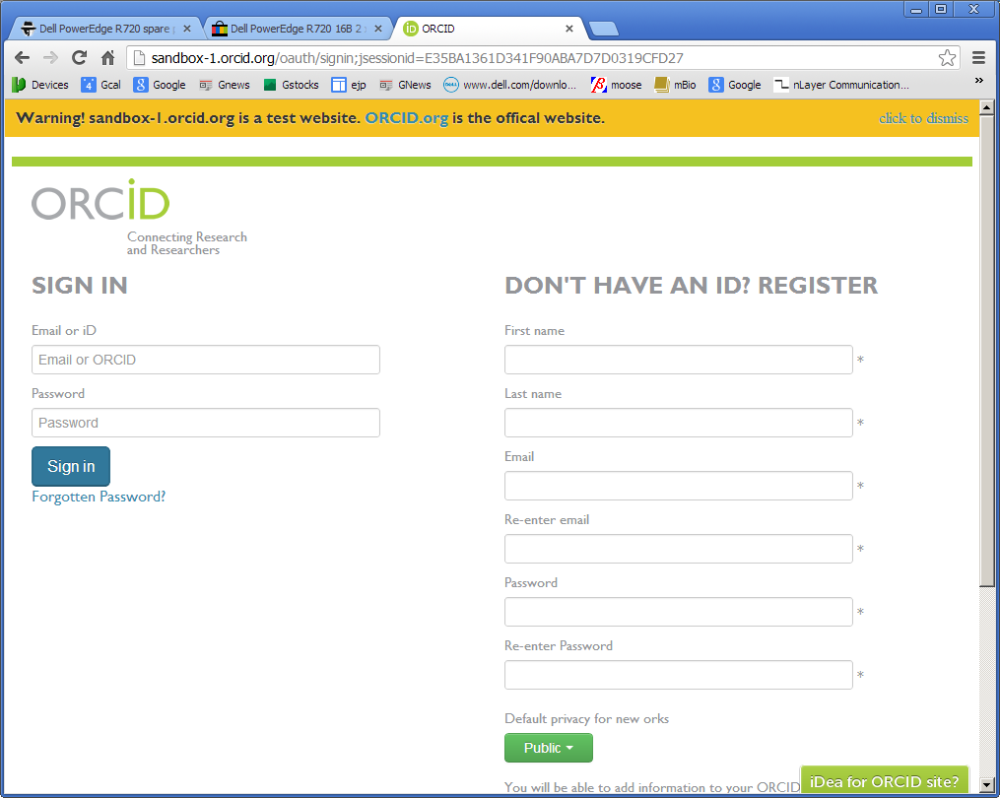 Dell PowerEdge R720 spare
Dell PowerEdge R720 16B 2
ORCID
sandbox-1.orcid.org/oauth/signin;jsessionid=E35BA1361D341F90ABA7D7D0319CFD27
Devices
4 Gcal
8 Google
Gnews
Gstocks
ejp
GNews
DELL www.dell.com/downlo...
moose
mBio
8 Google
nLayer Communication...
»
Warning! sandbox-1.orcid.org is a test website. ORCID.org is the offical website.
click to dismiss
ORCiD
Connecting Research
and Researchers
SIGN IN
Email or iD
Email or ORCID
Password
Password
Sign in
Forgotten Password?
DON'T HAVE AN ID? REGISTER
First name
*
Last name
*
Email
*
Re-enter email
*
Password
*
Re-enter Password
*
Default privacy for new orks
Public
You will be able to add information to your ORCID
iDea for ORCID site?